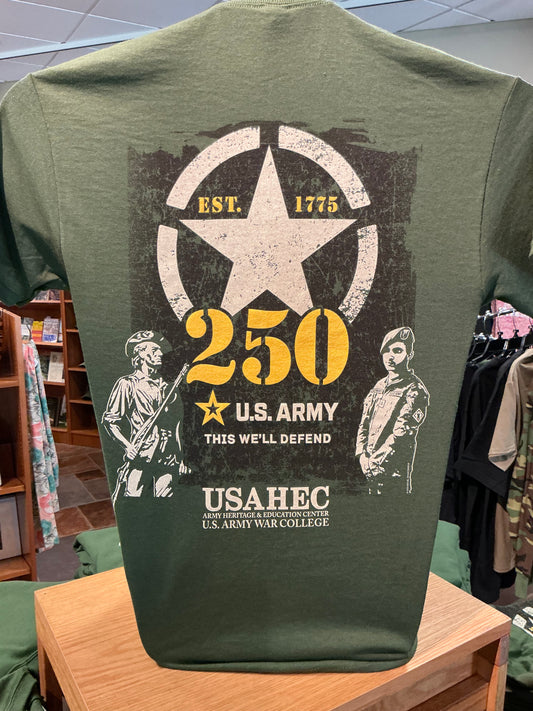 EST. 1775
250
U.S. ARMY
THIS WE'LL DEFEND
USAHEC
ARMY HERITAGE & EDUCATION CENTER
U.S. ARMY WAR COLLEGE